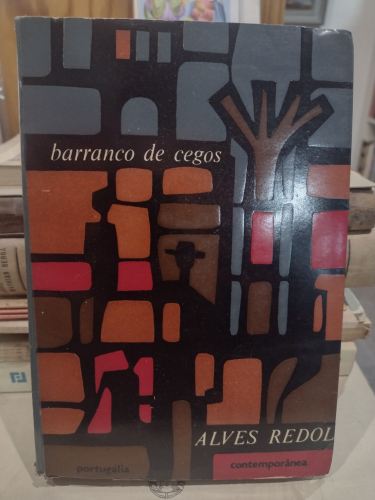 barranco de cegos
ALVES REDOL
portugália
contemporânea